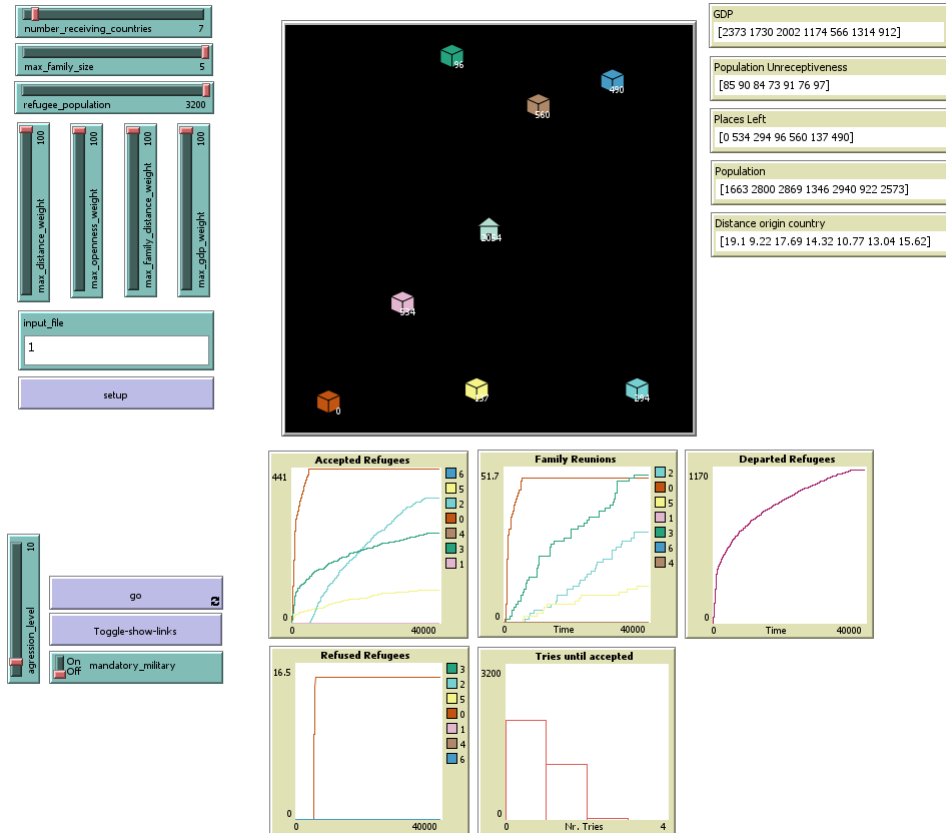 number_receiving_countries 7
max_family_size 5
refugee_population 3200
max_distance_weight 100
max_openness_weight 100
max_family_distance_weight 100
max_gdp_weight 100
input_file
1
setup
96
490
560
534
0
137
294
GDP
[2373 1730 2002 1174 566 1314 912]
Population Unreceptiveness
[85 90 84 73 91 76 97]
Places Left
[0 534 294 96 560 137 490]
Population
[1663 2800 2869 1346 2940 922 2573]
Distance origin country
[19.1 9.22 17.69 14.32 10.77 13.04 15.62]
agression_level 10
go
Toggle-show-links
On
Off
mandatory_military
Accepted Refugees
441
0
0 40000
6
5
2
0
4
3
1
Family Reunions
51.7
0
0 Time 40000
2
0
5
1
3
6
4
Departed Refugees
1170
0
0 Time 40000
Refused Refugees
16.5
0
0 40000
3
2
5
0
1
4
6
Tries until accepted
3200
0
0 Nr. Tries 4